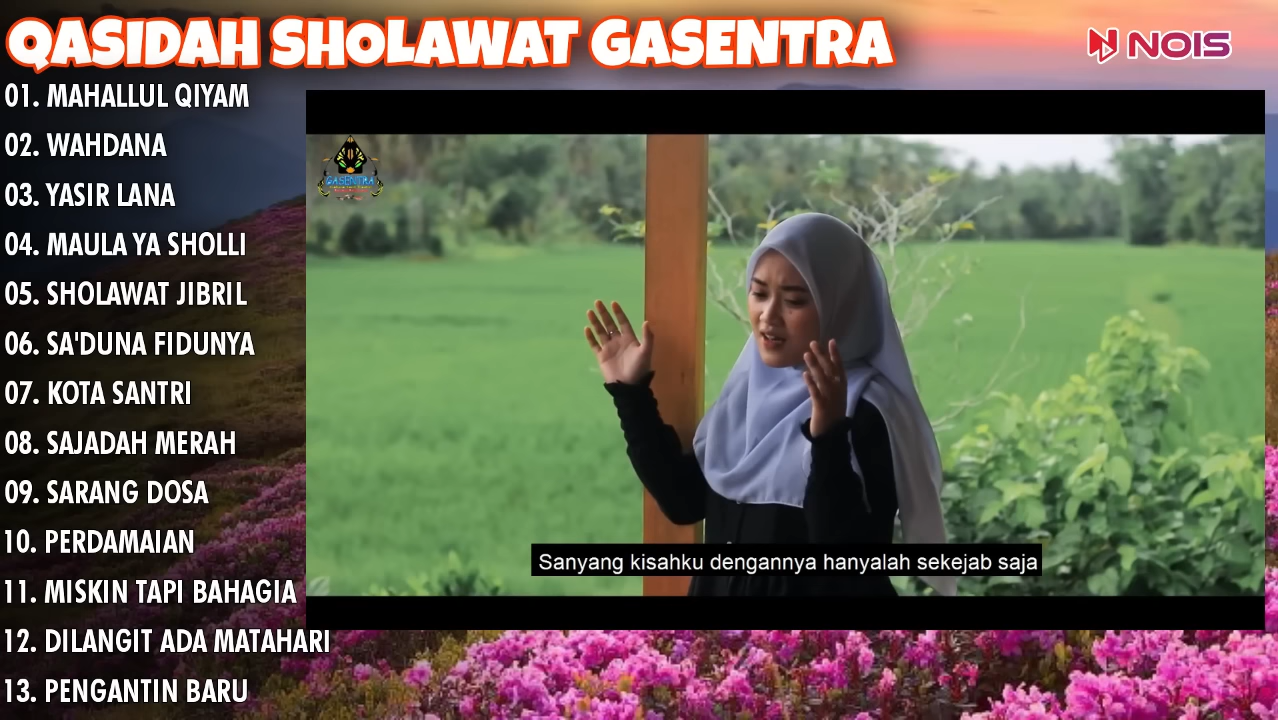 QASIDAH SHOLAWAT GASENTRA
NOIS
01. MAHALLUL QIYAM
02. WAHDANA
03. YASIR LANA
04. MAULA YA SHOLLI
05. SHOLAWAT JIBRIL
06. SA'DUNA FIDUNYA
07. KOTA SANTRI
08. SAJADAH MERAH
09. SARANG DOSA
10. PERDAMAIAN
11. MISKIN TAPI BAHAGIA
12. DILANGIT ADA MATAHARI
13. PENGANTIN BARU
GASENTRA
Sanyang kisahku dengannya hanyalah sekejab saja